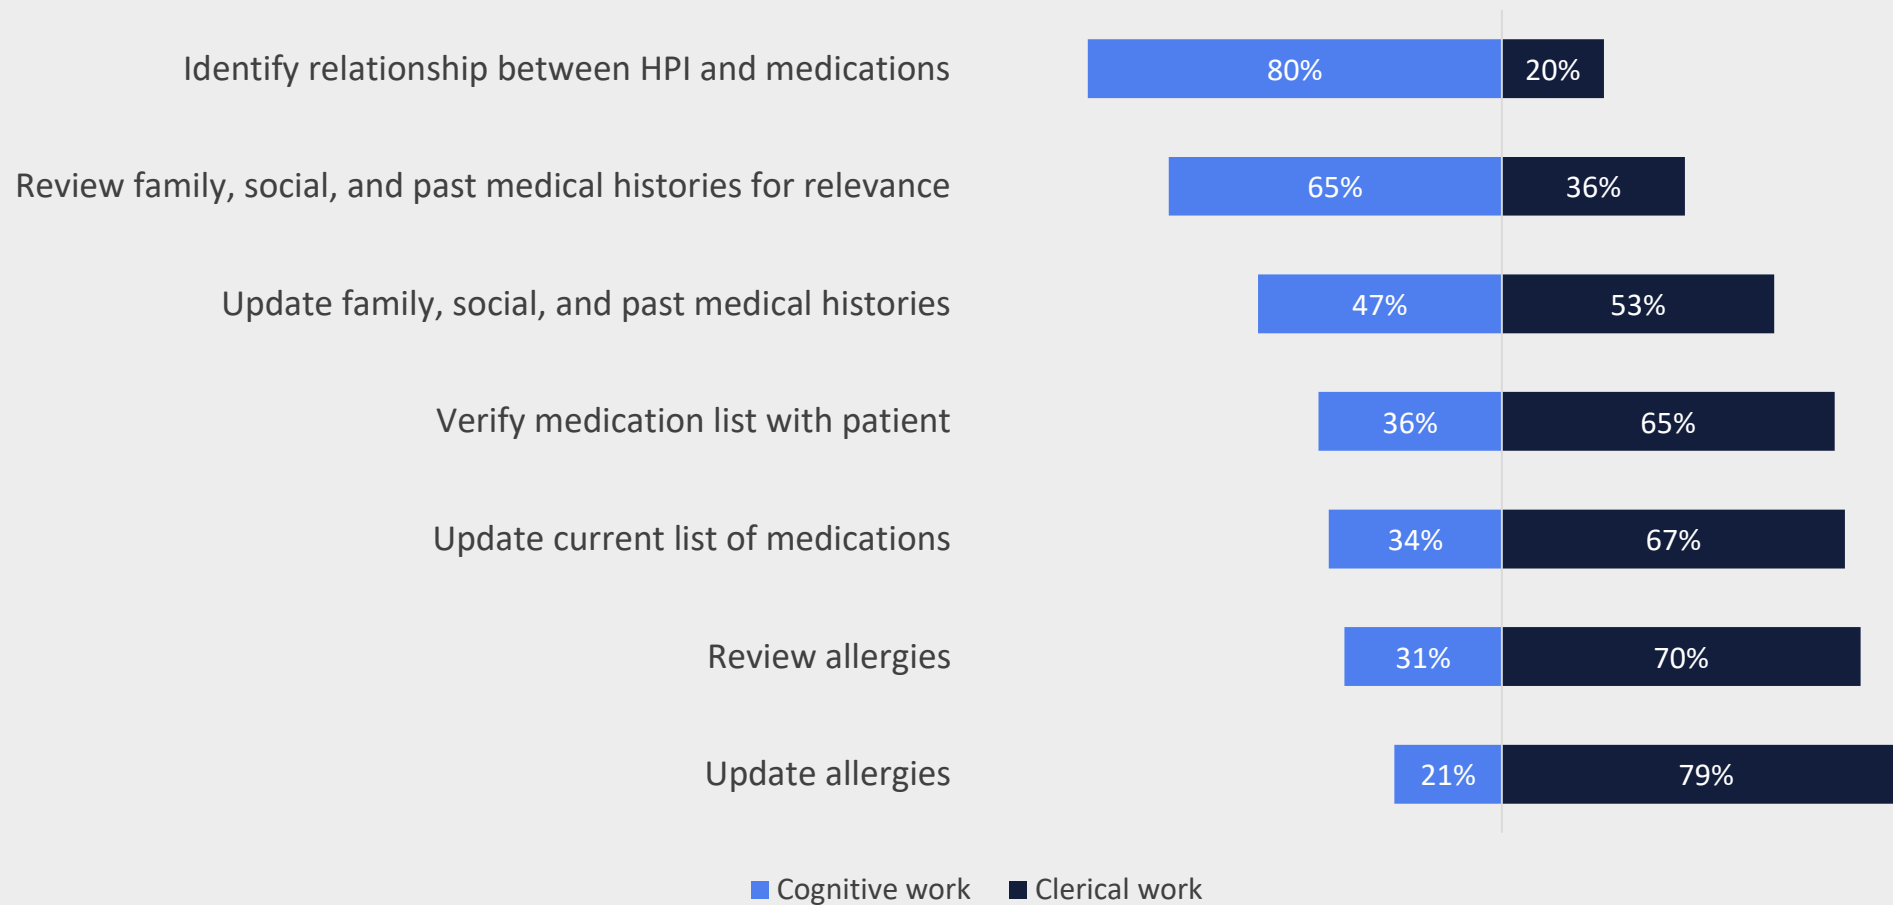 Identify relationship between HPI and medications 80% 20%
Review family, social, and past medical histories for relevance 65% 36%
Update family, social, and past medical histories 47% 53%
Verify medication list with patient 36% 65%
Update current list of medications 34% 67%
Review allergies 31% 70%
Update allergies 21% 79%
Cognitive work Clerical work